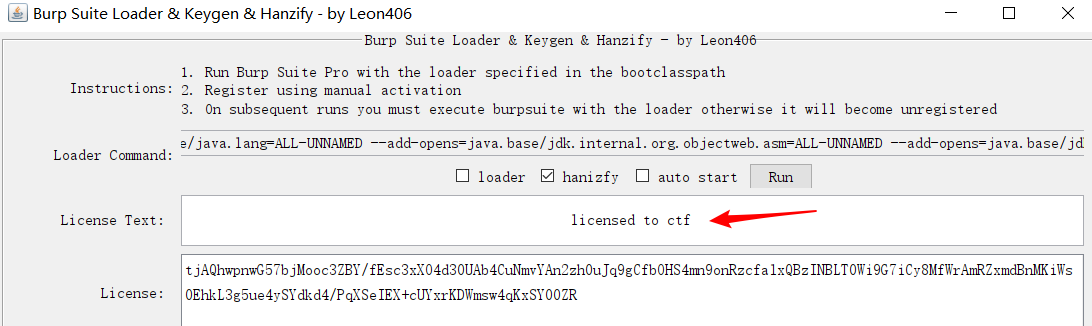 Burp Suite Loader & Keygen & Hanzify - by Leon406
Burp Suite Loader & Keygen & Hanzify - by Leon406
Instructions:
1. Run Burp Suite Pro with the loader specified in the bootclasspath
2. Register using manual activation
3. On subsequent runs you must execute burpsuite with the loader otherwise it will become unregistered
Loader Command: e/java.lang=ALL-UNNAMED --add-opens=java.base/jdk.internal.org.objectweb.asm=ALL-UNNAMED --add-opens=java.base/jd
loader hanizfy auto start Run
License Text: licensed to ctf
License: